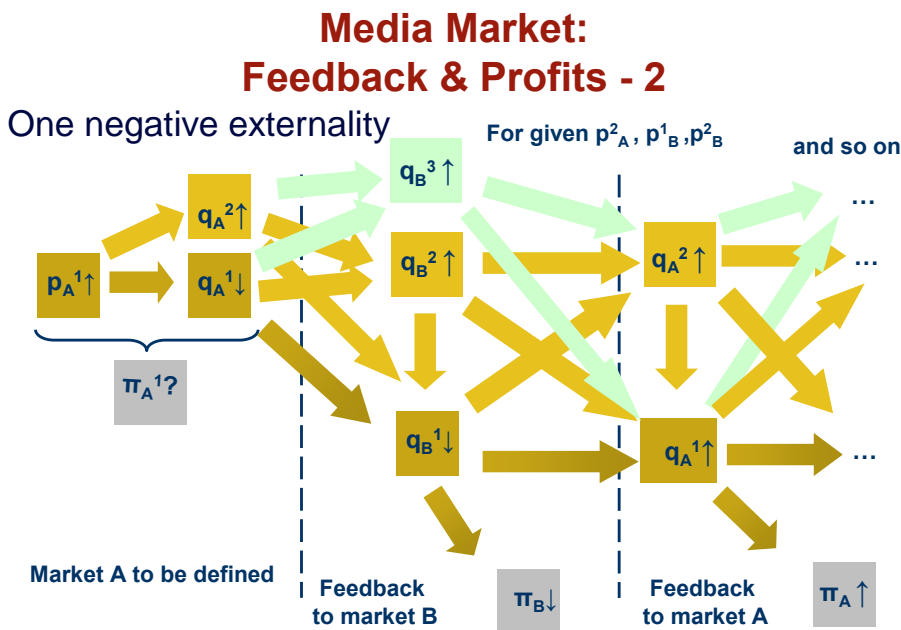 Media Market:
Feedback & Profits - 2
One negative externality
For given p²A , p¹B ,p²B
and so on
qB³ ↑
...
qA²↑
qB² ↑
qA² ↑
...
pA¹↑
qA¹↓
πA¹?
qB¹↓
qA¹↑
...
Market A to be defined
Feedback
to market B
πB↓
Feedback
to market A
πA ↑